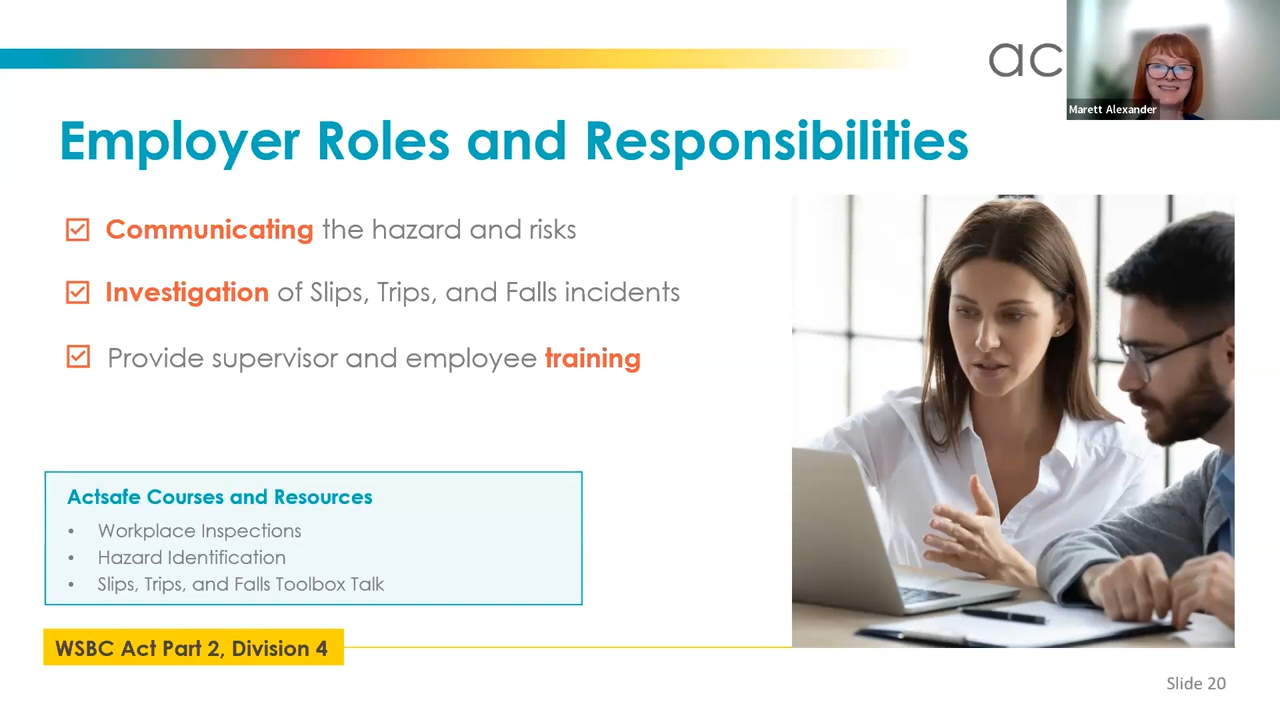 ac
Marett Alexander
Employer Roles and Responsibilities
Communicating the hazard and risks
Investigation of Slips, Trips, and Falls incidents
Provide supervisor and employee training
Actsafe Courses and Resources
• Workplace Inspections
• Hazard Identification
• Slips, Trips, and Falls Toolbox Talk
WSBC Act Part 2, Division 4
Slide 20